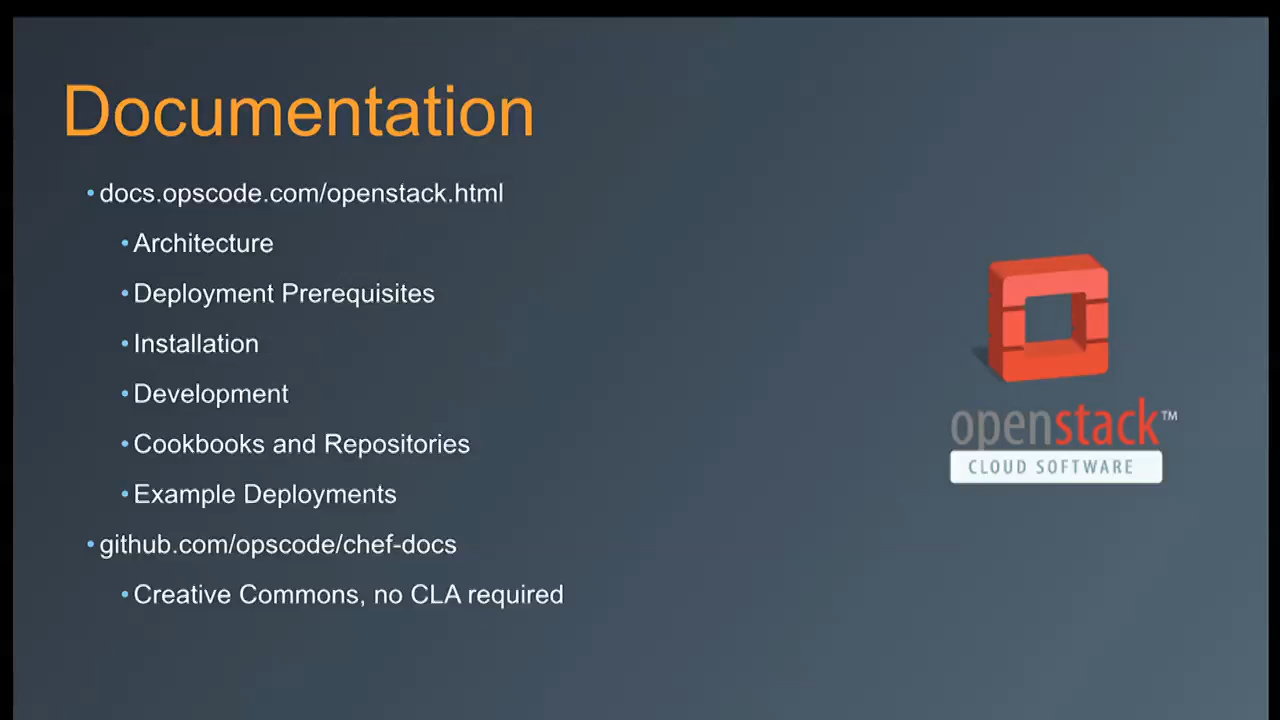 Documentation
• docs.opscode.com/openstack.html
• Architecture
• Deployment Prerequisites
• Installation
• Development
• Cookbooks and Repositories
• Example Deployments
• github.com/opscode/chef-docs
• Creative Commons, no CLA required
openstack™
CLOUD SOFTWARE